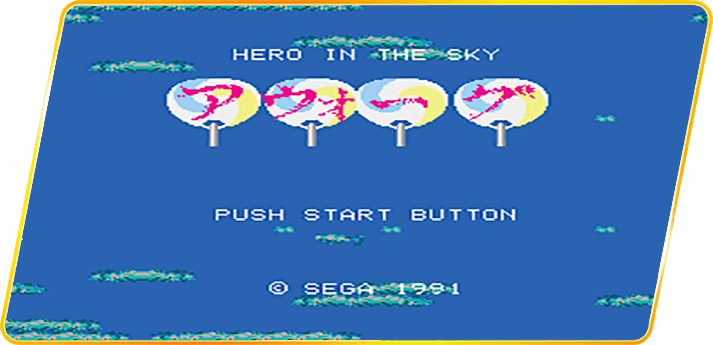 HERO IN THE SKY
アウォーグ
PUSH START BUTTON
© SEGA 1991